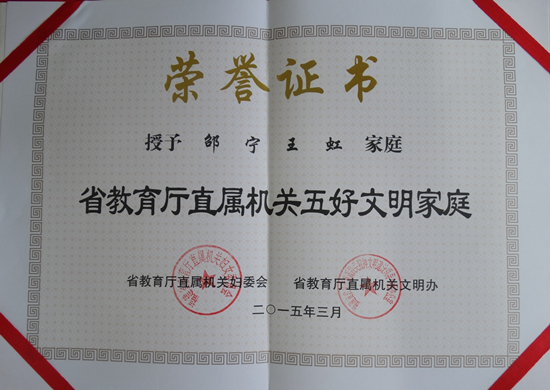 荣誉证书
授予 邹宁 王虹 家庭
省教育厅直属机关五好文明家庭
省教育厅直属机关妇委会 省教育厅直属机关文明办
二〇一五年三月